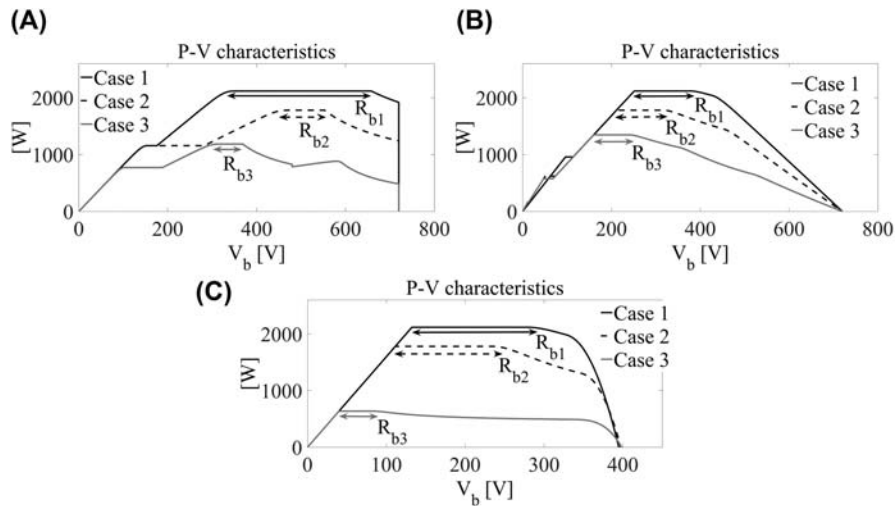 (A)
P-V characteristics
Case 1
Case 2
Case 3
2000
1000
0
[W]
R_b1
R_b2
R_b3
0 200 400 600 800
V_b [V]
(B)
P-V characteristics
Case 1
Case 2
Case 3
2000
1000
0
[W]
R_b1
R_b2
R_b3
0 200 400 600 800
V_b [V]
(C)
P-V characteristics
Case 1
Case 2
Case 3
2000
1000
0
[W]
R_b1
R_b2
R_b3
0 100 200 300 400
V_b [V]